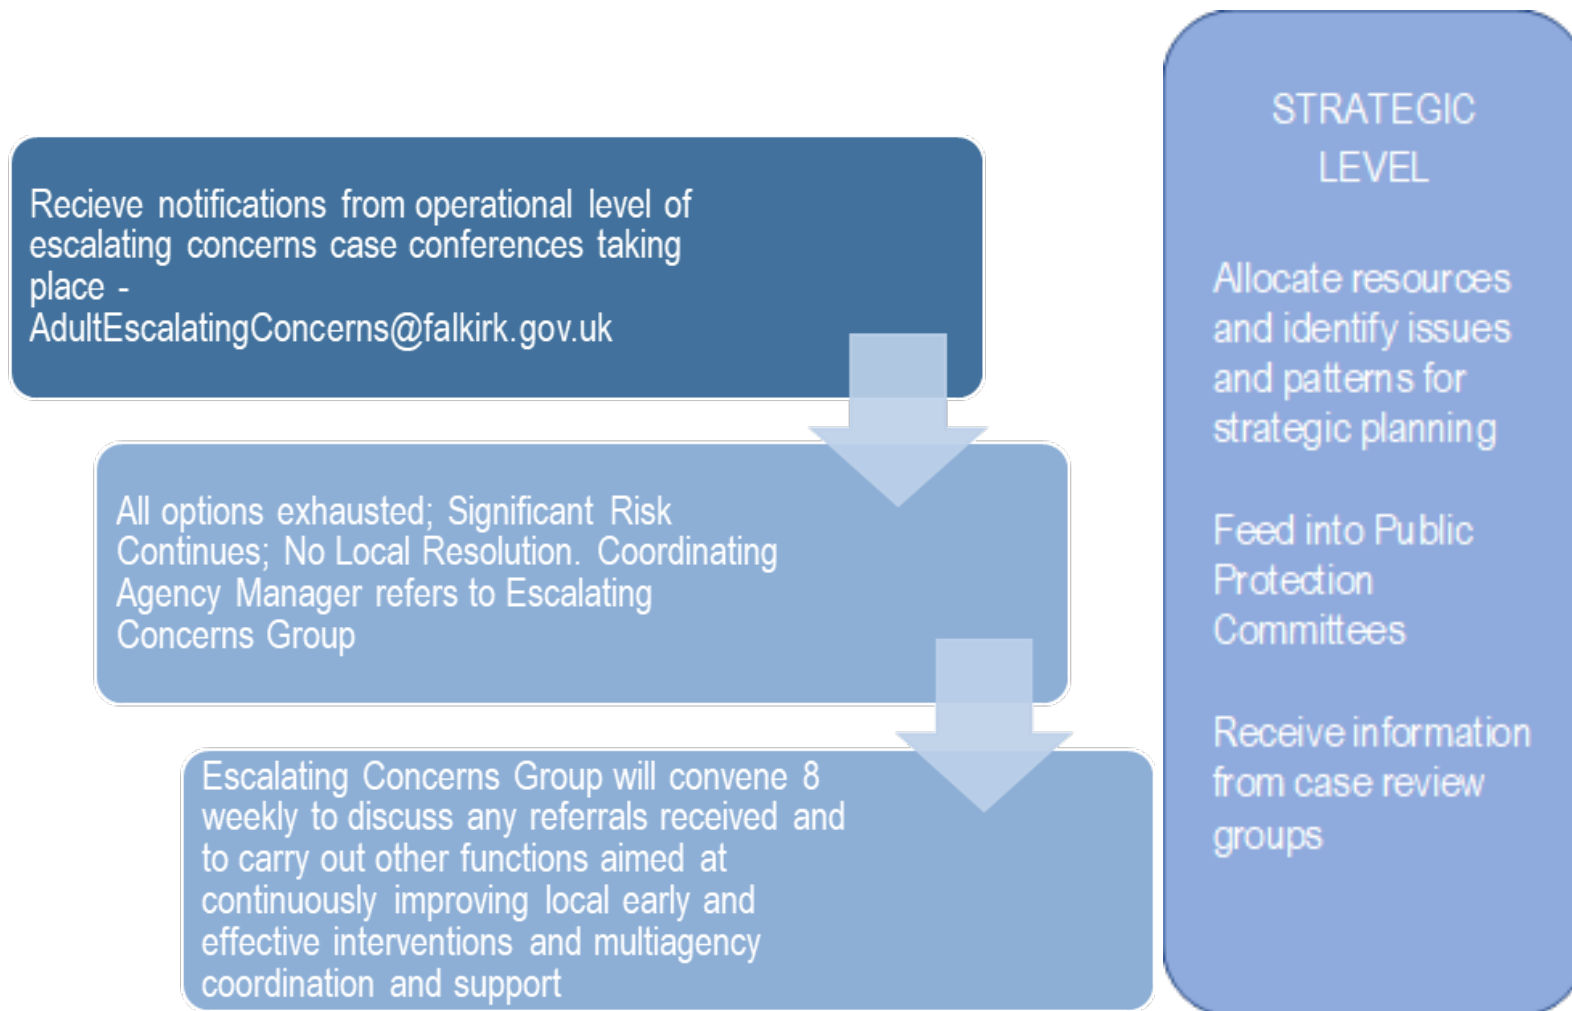 Recieve notifications from operational level of
escalating concerns case conferences taking
place -
AdultEscalatingConcerns@falkirk.gov.uk
All options exhausted; Significant Risk
Continues; No Local Resolution. Coordinating
Agency Manager refers to Escalating
Concerns Group
Escalating Concerns Group will convene 8
weekly to discuss any referrals received and
to carry out other functions aimed at
continuously improving local early and
effective interventions and multiagency
coordination and support
STRATEGIC
LEVEL
Allocate resources
and identify issues
and patterns for
strategic planning
Feed into Public
Protection
Committees
Receive information
from case review
groups